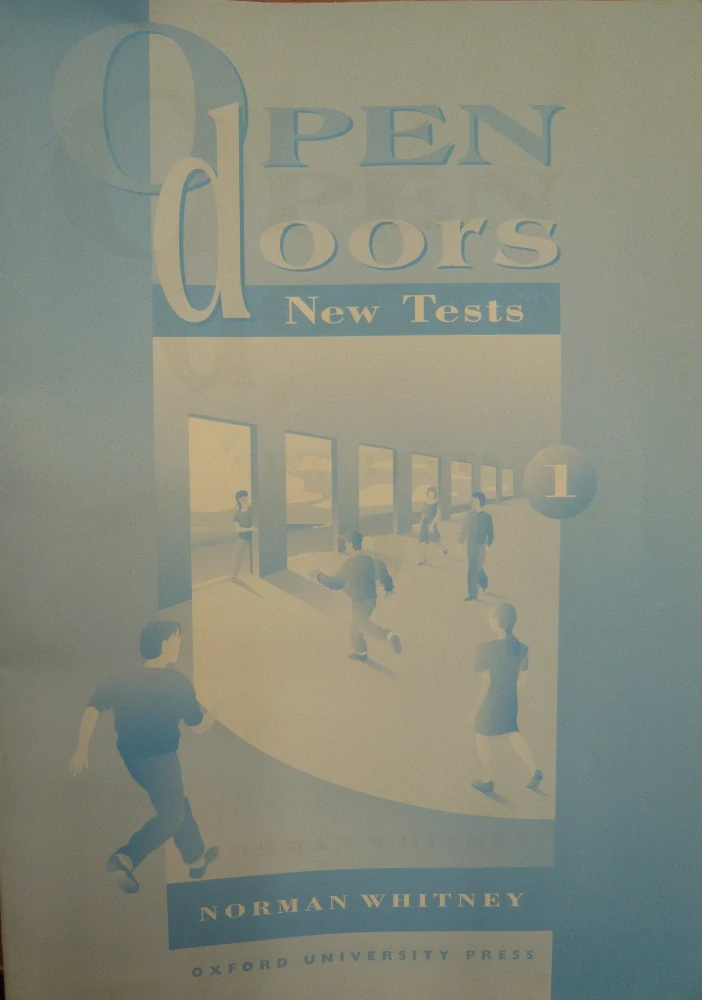 Open
doors
New Tests
1
NORMAN WHITNEY
OXFORD UNIVERSITY PRESS